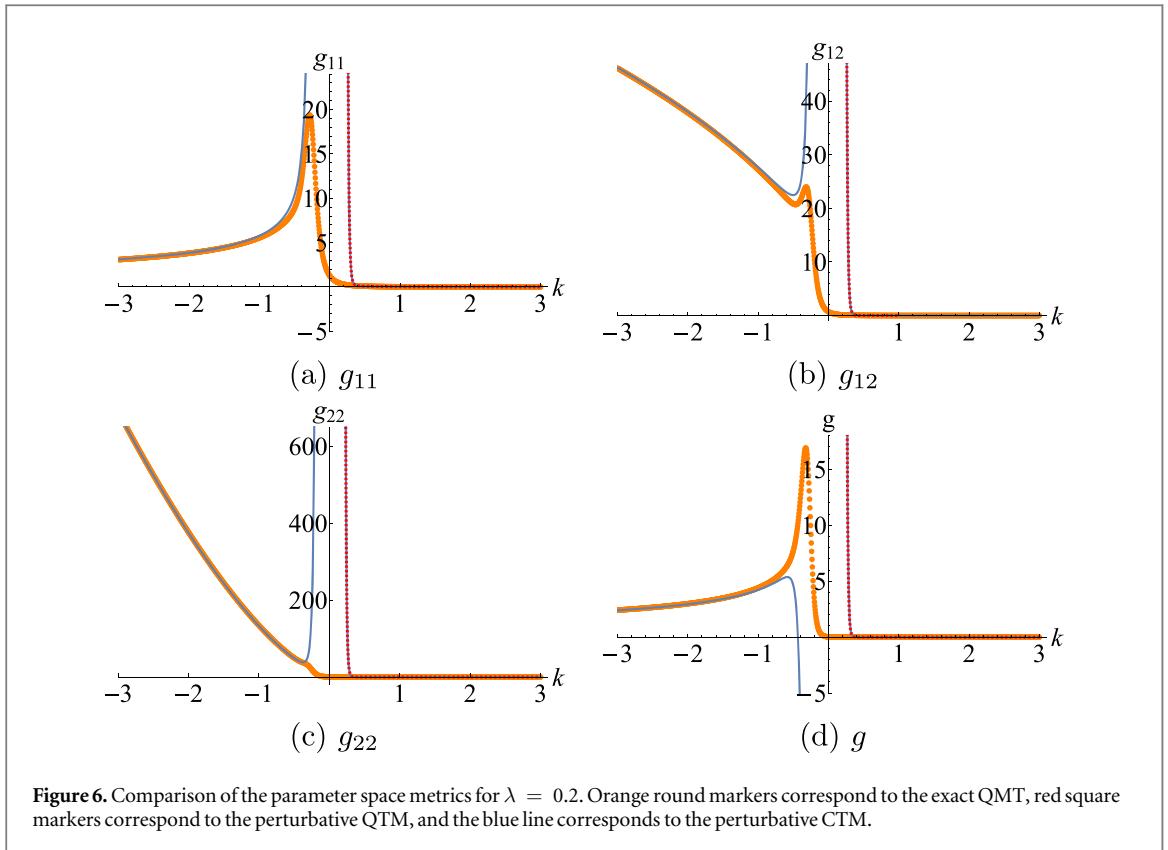 g11
20
15
10
5
-3 -2 -1 1 2 3 k
-5
(a) g11
g12
40
30
20
10
-3 -2 -1 1 2 3 k
(b) g12
g22
600
400
200
-3 -2 -1 1 2 3 k
(c) g22
g
15
10
5
-3 -2 -1 1 2 3 k
-5
(d) g
Figure 6. Comparison of the parameter space metrics for λ = 0.2. Orange round markers correspond to the exact QMT, red square
markers correspond to the perturbative QTM, and the blue line corresponds to the perturbative CTM.